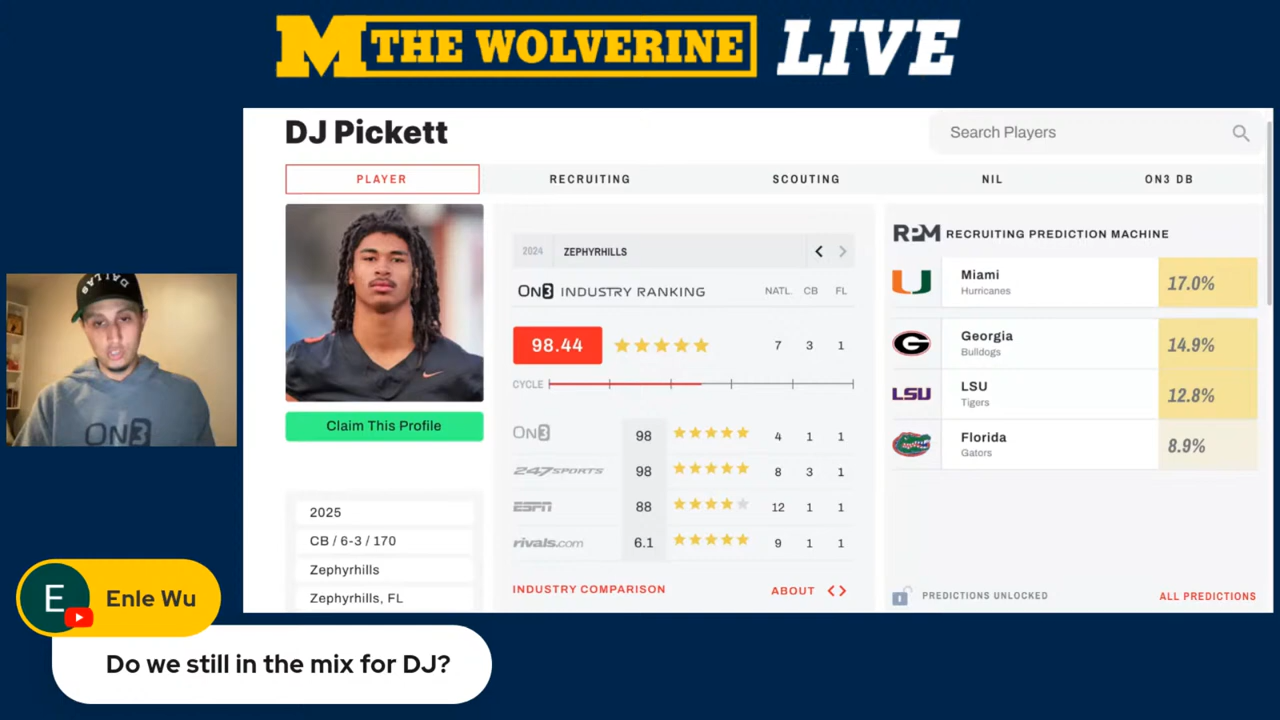 M THE WOLVERINE LIVE
DJ Pickett
Search Players
PLAYER RECRUITING SCOUTING NIL ON3 DB
2024 ZEPHYRHILLS
ON3 INDUSTRY RANKING NATL. CB FL
98.44 7 3 1
CYCLE
ON3 98 4 1 1
247SPORTS 98 8 3 1
ESPN 88 12 1 1
rivals.com 6.1 9 1 1
INDUSTRY COMPARISON ABOUT
RPM RECRUITING PREDICTION MACHINE
Miami
Hurricanes
17.0%
G Georgia
Bulldogs
14.9%
LSU LSU
Tigers
12.8%
Florida
Gators
8.9%
PREDICTIONS UNLOCKED ALL PREDICTIONS
Claim This Profile
2025
CB / 6-3 / 170
Zephyrhills
Zephyrhills, FL
DALLAS
ON3
E Enle Wu
Do we still in the mix for DJ?